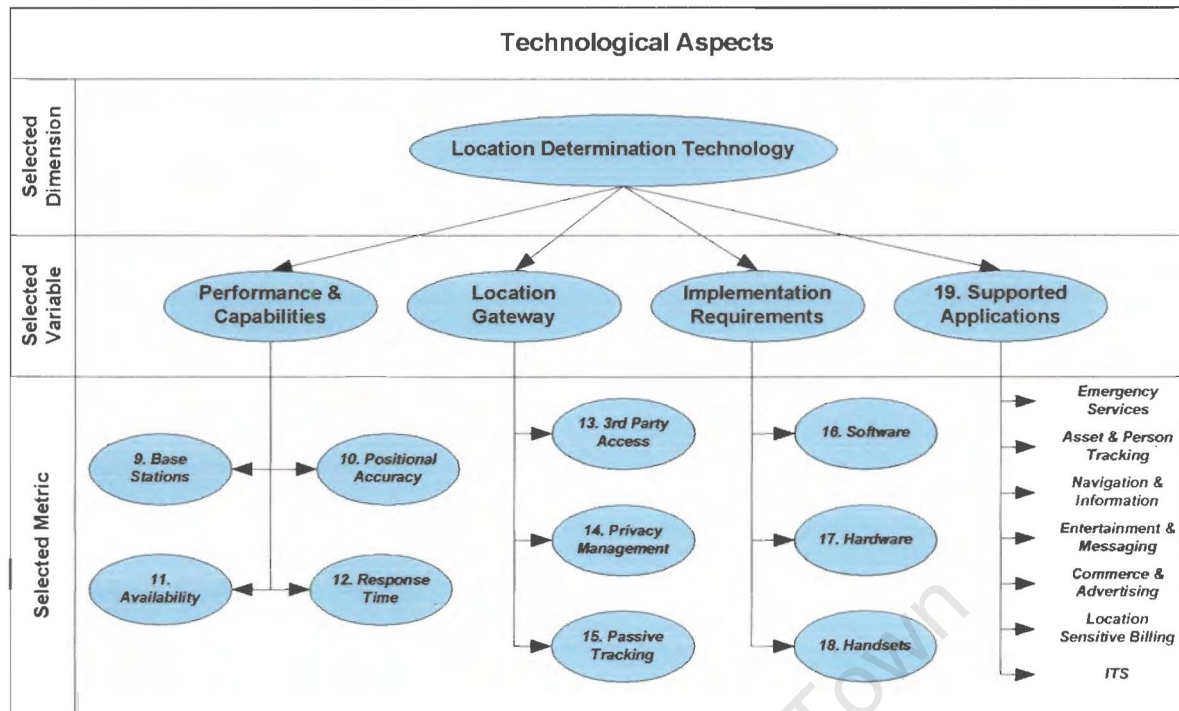 Technological Aspects
Selected
Dimension
Location Determination Technology
Selected
Variable
Performance &
Capabilities
Location
Gateway
Implementation
Requirements
19. Supported
Applications
Selected Metric
9. Base
Stations
10. Positional
Accuracy
11.
Availability
12. Response
Time
13. 3rd Party
Access
14. Privacy
Management
15. Passive
Tracking
16. Software
17. Hardware
18. Handsets
Emergency
Services
Asset & Person
Tracking
Navigation &
Information
Entertainment &
Messaging
Commerce &
Advertising
Location
Sensitive Billing
ITS
Town